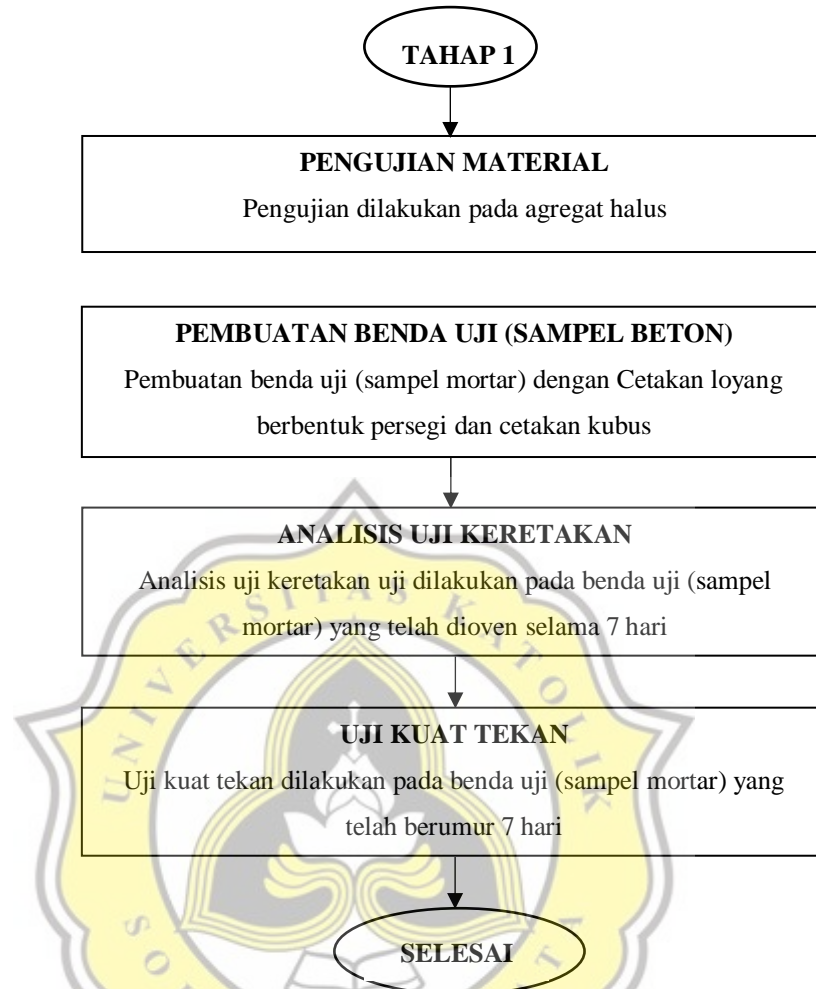 TAHAP 1
PENGUJIAN MATERIAL
Pengujian dilakukan pada agregat halus
PEMBUATAN BENDA UJI (SAMPEL BETON)
Pembuatan benda uji (sampel mortar) dengan Cetakan loyang
berbentuk persegi dan cetakan kubus
ANALISIS UJI KERETAKAN
Analisis uji keretakan uji dilakukan pada benda uji (sampel
mortar) yang telah dioven selama 7 hari
UJI KUAT TEKAN
Uji kuat tekan dilakukan pada benda uji (sampel mortar) yang
telah berumur 7 hari
SELESAI
UNIVERSITAS KATOLIK